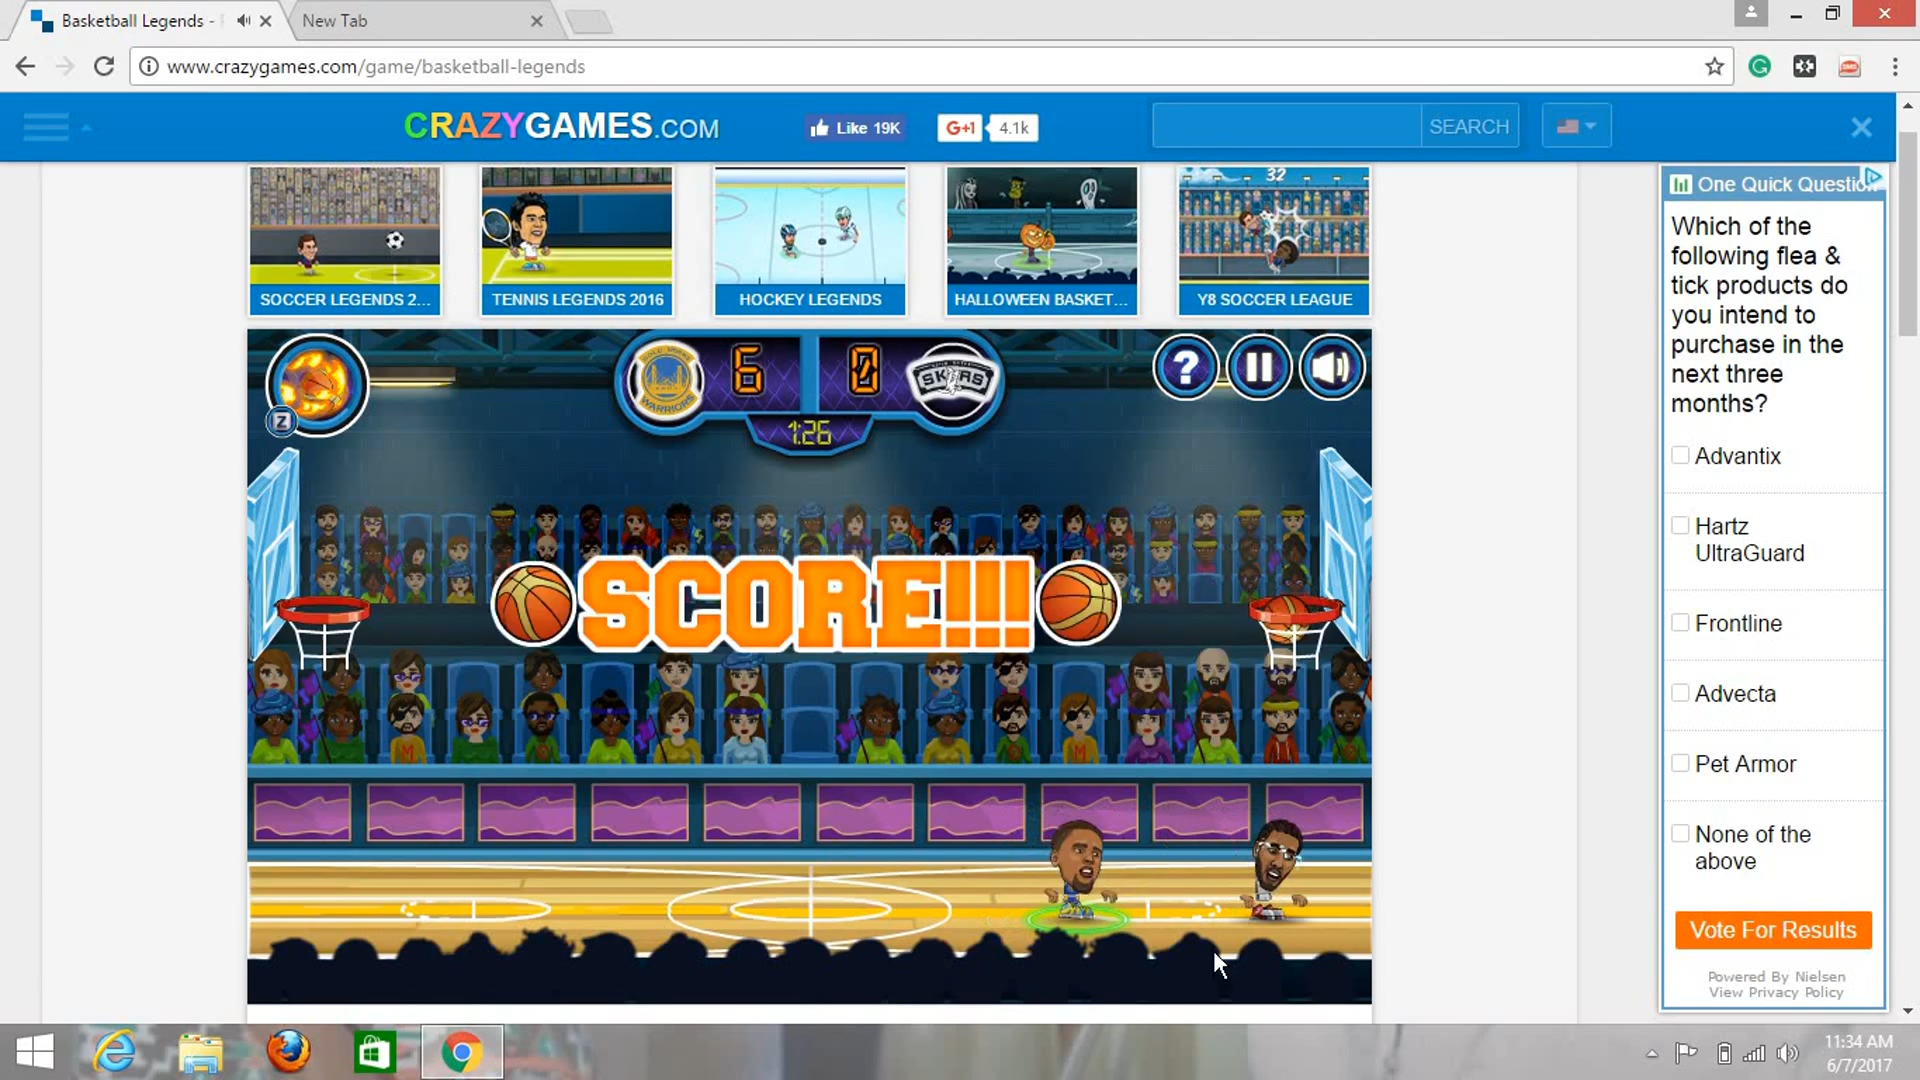 Basketball Legends -
New Tab
www.crazygames.com/game/basketball-legends
CRAZYGAMES.COM
Like 19K
G+1
4.1k
SEARCH
32
SOCCER LEGENDS 2...
TENNIS LEGENDS 2016
HOCKEY LEGENDS
HALLOWEEN BASKET...
Y8 SOCCER LEAGUE
One Quick Questio
Which of the
following flea &
tick products do
you intend to
purchase in the
next three
months?
Advantix
Hartz
UltraGuard
Frontline
Advecta
Pet Armor
None of the
above
Vote For Results
Powered By Nielsen
View Privacy Policy
Z
WARRIORS
6
0
?
1:26
SCORE!!!
M
M
11:34 AM
6/7/2017